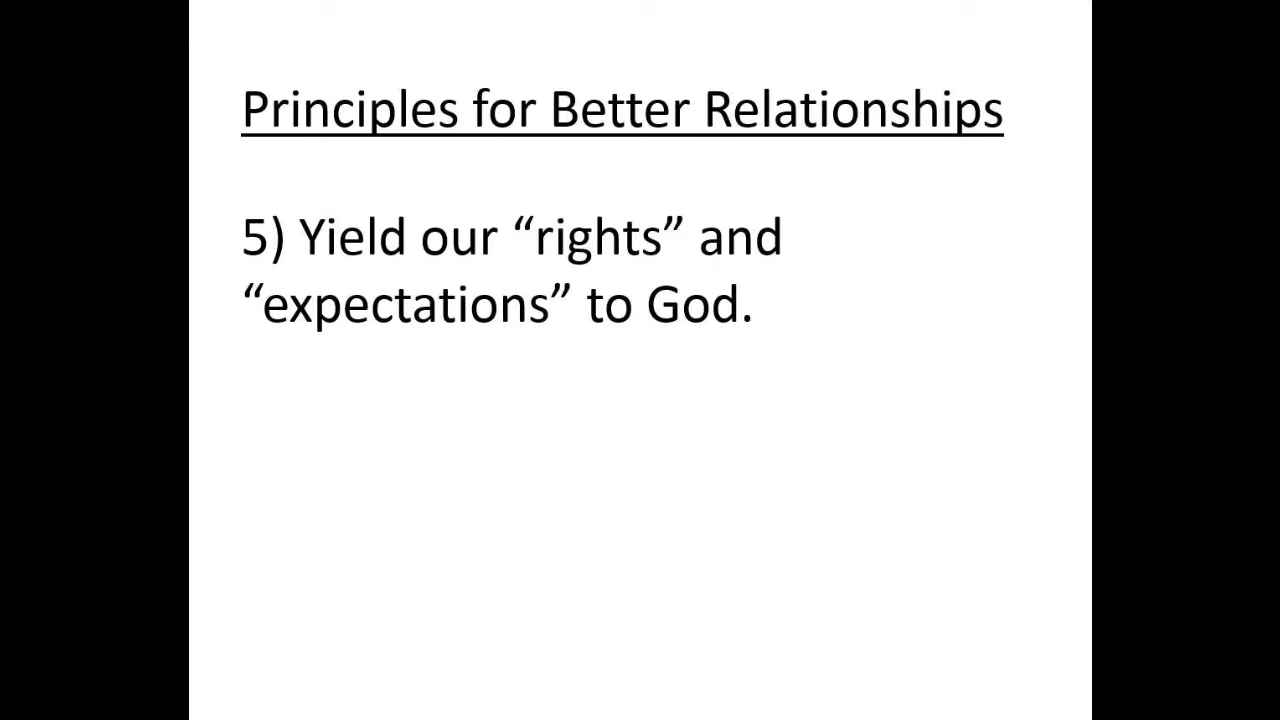 Principles for Better Relationships
5) Yield our “rights” and
“expectations” to God.